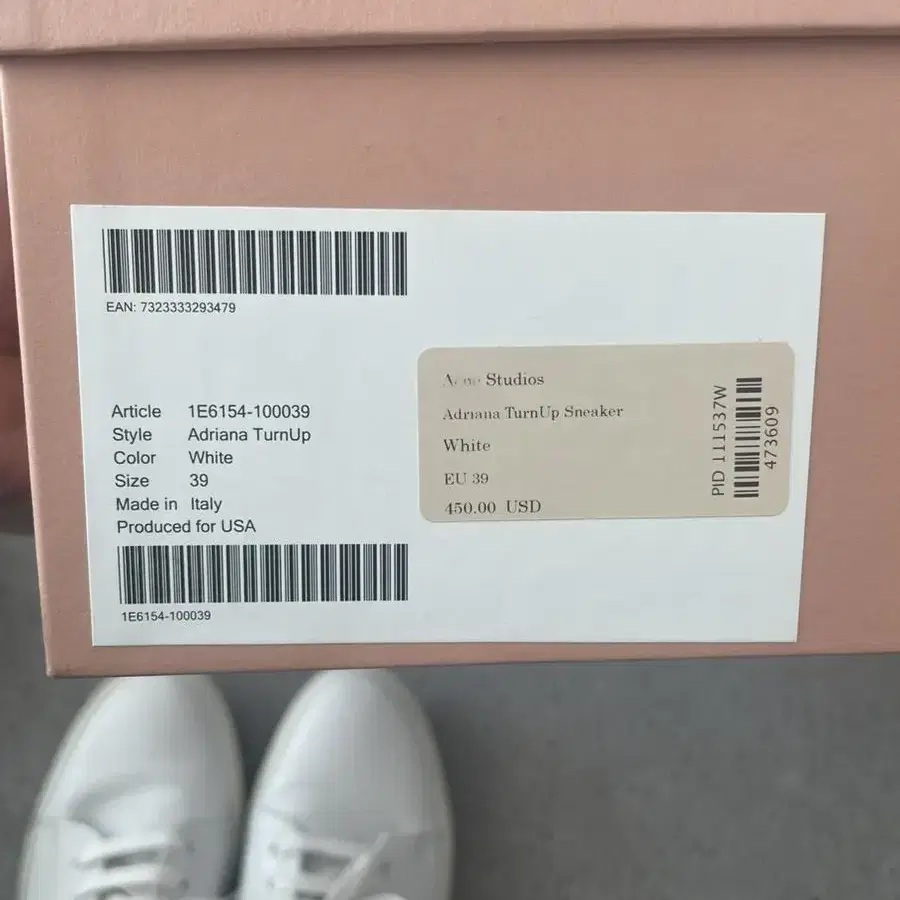 EAN: 7323333293479
Article 1E6154-100039
Style Adriana TurnUp
Color White
Size 39
Made in Italy
Produced for USA
1E6154-100039
Acne Studios
Adriana TurnUp Sneaker
White
EU 39
450.00 USD
PID 111537W
473609